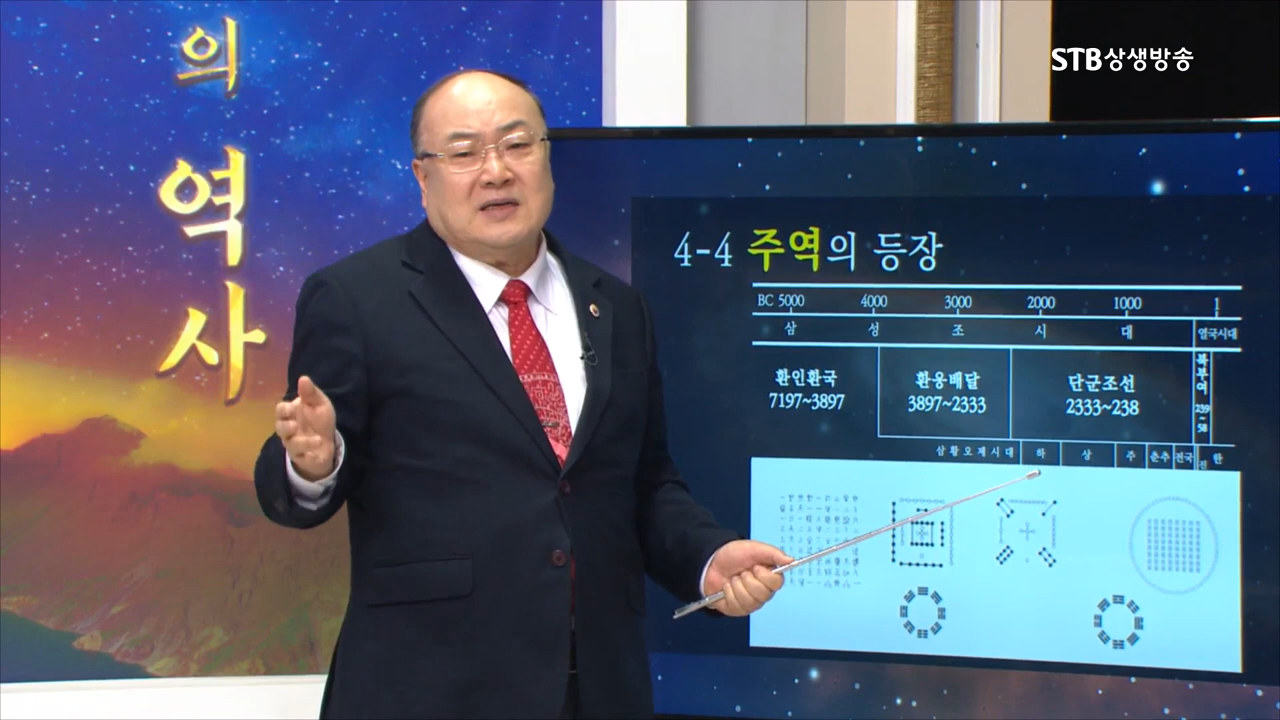 의
역
사
STB상생방송
4-4 주역의 등장
BC 5000 4000 3000 2000 1000 1
삼 성 조 시 대 열국시대
환인환국
7197~3897
환웅배달
3897~2333
단군조선
2333~238
북부여
239~58
삼황오제시대 하 상 주 춘추 전국 진 한